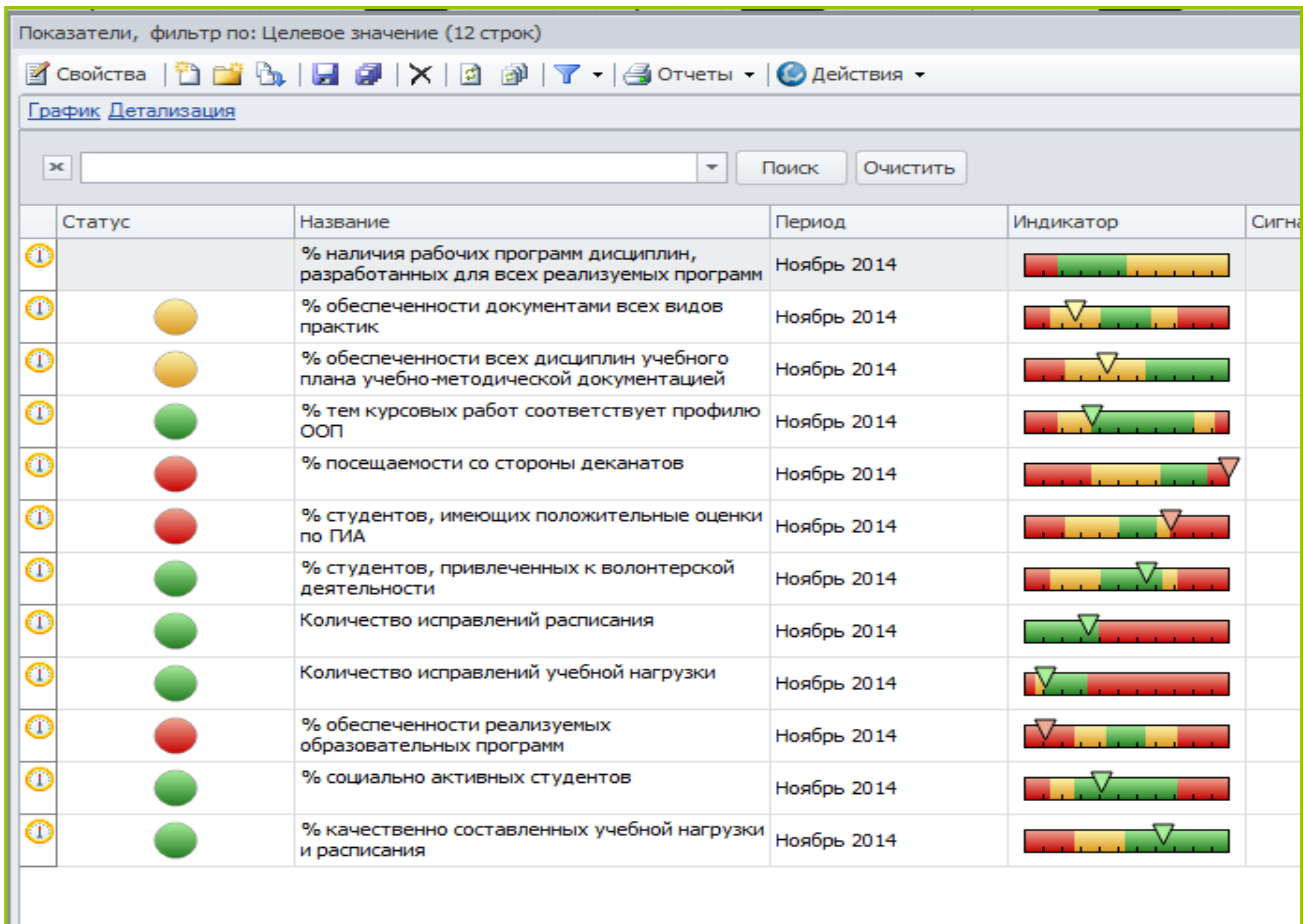 Показатели, фильтр по: Целевое значение (12 строк)
Свойства Отчеты Действия
График Детализация
Поиск Очистить
Статус Название Период Индикатор Сигна
% наличия рабочих программ дисциплин,
разработанных для всех реализуемых программ Ноябрь 2014
% обеспеченности документами всех видов
практик Ноябрь 2014
% обеспеченности всех дисциплин учебного
плана учебно-методической документацией Ноябрь 2014
% тем курсовых работ соответствует профилю
ООП Ноябрь 2014
% посещаемости со стороны деканатов Ноябрь 2014
% студентов, имеющих положительные оценки
по ГИА Ноябрь 2014
% студентов, привлеченных к волонтерской
деятельности Ноябрь 2014
Количество исправлений расписания Ноябрь 2014
Количество исправлений учебной нагрузки Ноябрь 2014
% обеспеченности реализуемых
образовательных программ Ноябрь 2014
% социально активных студентов Ноябрь 2014
% качественно составленных учебной нагрузки
и расписания Ноябрь 2014